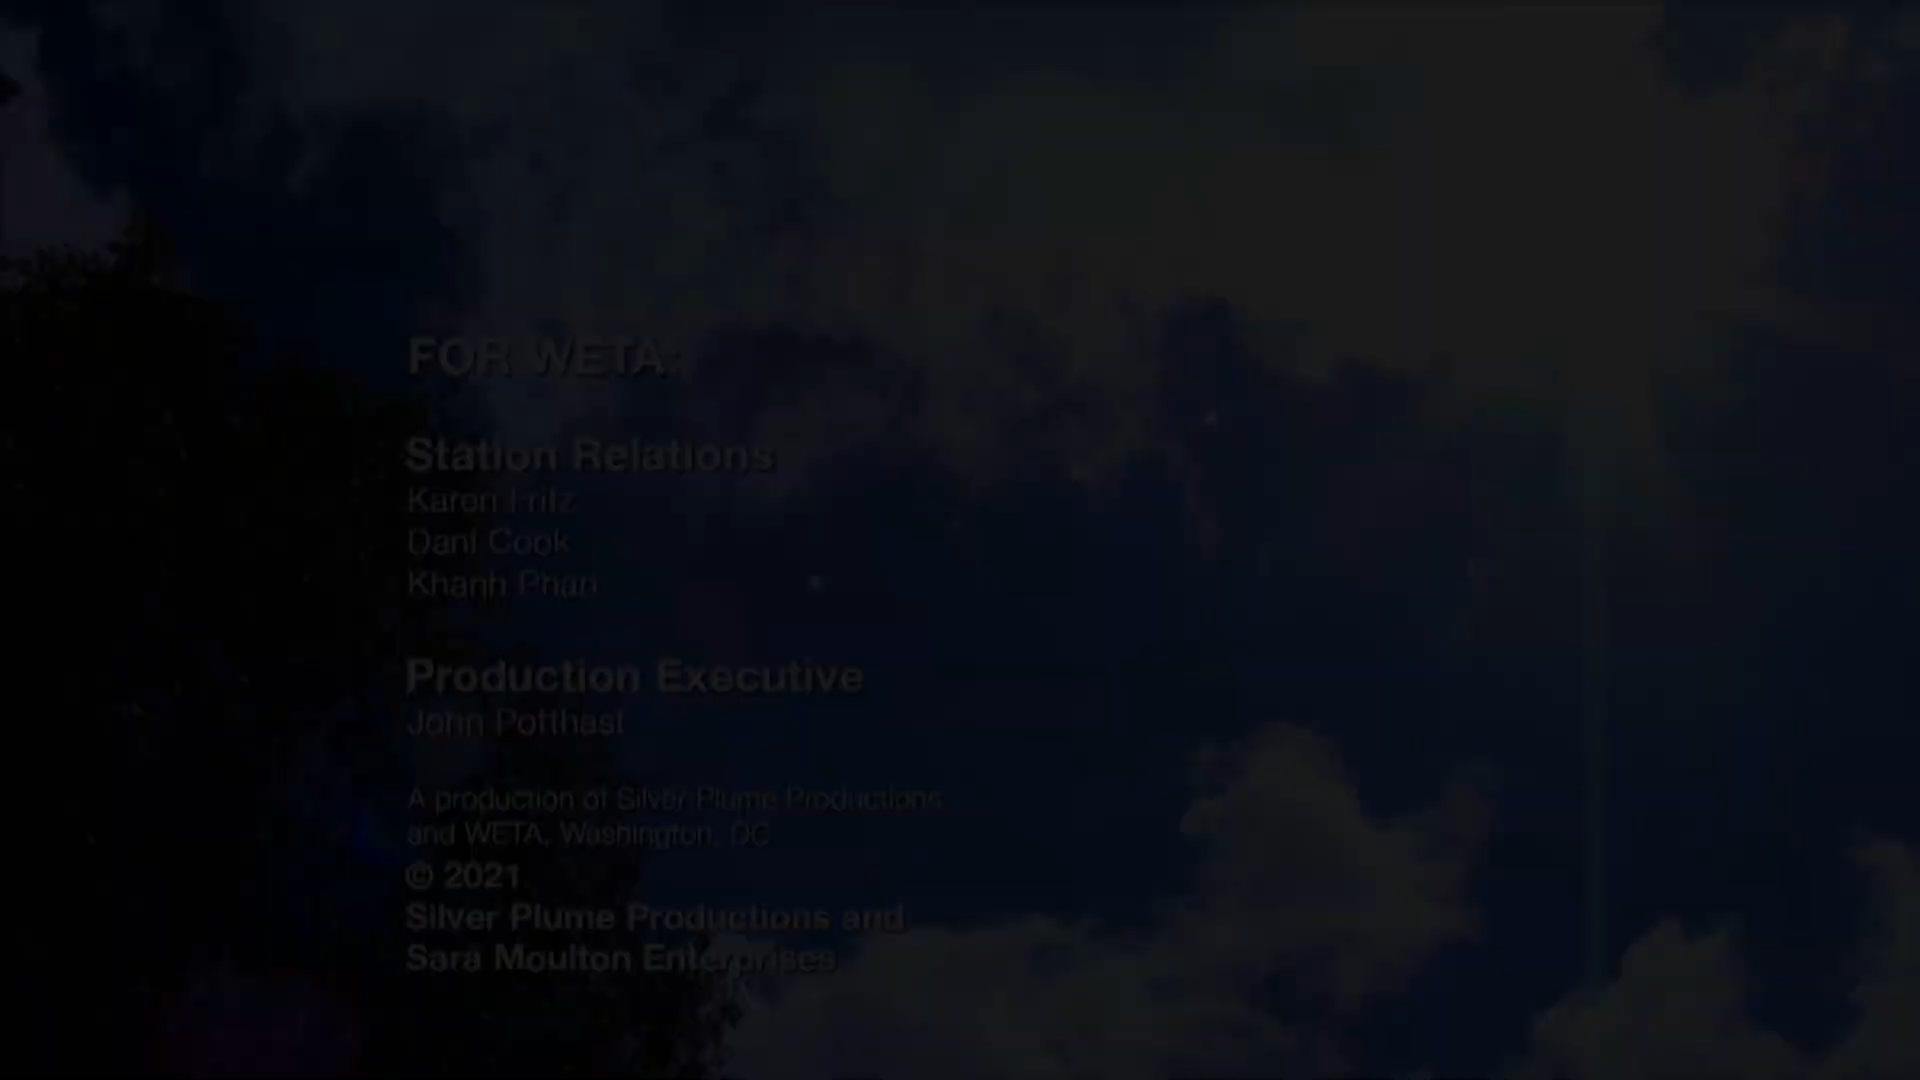 FOR WETA:
Station Relations
Karen Fritz
Dani Cook
Khanh Phan
Production Executive
John Potthast
A production of Silver Plume Productions
and WETA, Washington, DC
© 2021
Silver Plume Productions and
Sara Moulton Enterprises